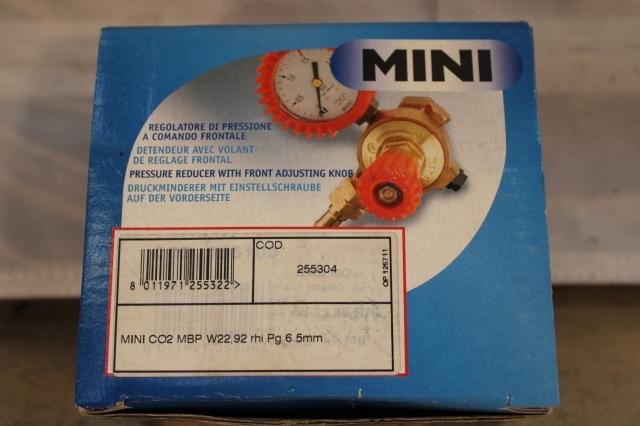 MINI
REGOLATORE DI PRESSIONE
A COMANDO FRONTALE
DETENDEUR AVEC VOLANT
DE REGLAGE FRONTAL
PRESSURE REDUCER WITH FRONT ADJUSTING KNOB
DRUCKMINDERER MIT EINSTELLSCHRAUBE
AUF DER VORDERSEITE
COD.
255304
8 011971 255322 >
OP 125711
MINI CO2 MBP W22,92 rhi Pg 6.5mm